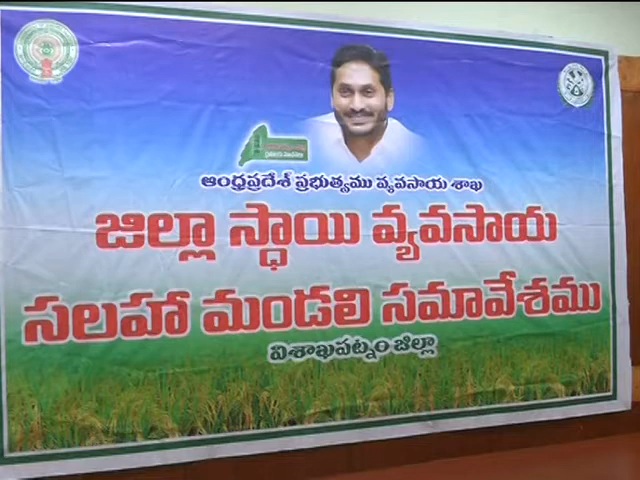 ఆంధ్రప్రదేశ్ ప్రభుత్వము వ్యవసాయ శాఖ
జిల్లా స్థాయి వ్యవసాయ
సలహా మండలి సమావేశము
విశాఖపట్నం జిల్లా